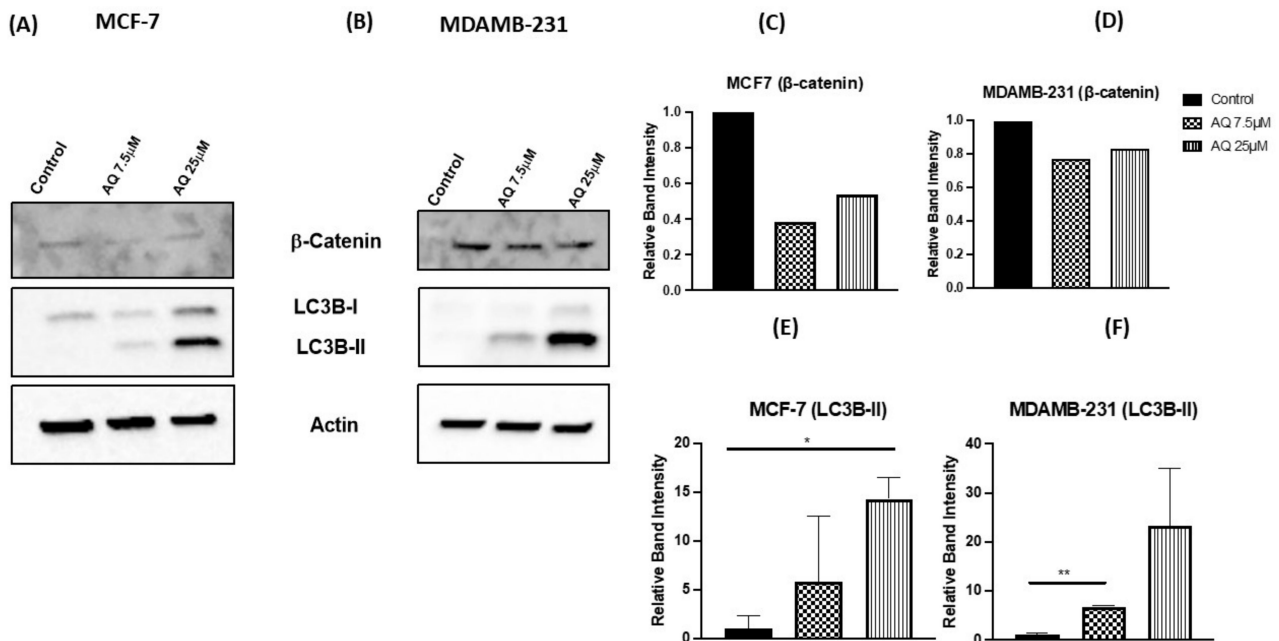 (A)
MCF-7
(B)
MDAMB-231
(C)
(D)
Control
AQ 7.5μM
AQ 25μM
Control
AQ 7.5μM
AQ 25μM
β-Catenin
LC3B-I
LC3B-II
Actin
MCF7 (β-catenin)
Relative Band Intensity
1.0
0.8
0.6
0.4
0.2
0.0
MDAMB-231 (β-catenin)
Relative Band Intensity
1.0
0.8
0.6
0.4
0.2
0.0
Control
AQ 7.5μM
AQ 25μM
(E)
(F)
MCF-7 (LC3B-II)
Relative Band Intensity
20
15
10
5
0
*
MDAMB-231 (LC3B-II)
Relative Band Intensity
40
30
20
10
0
**